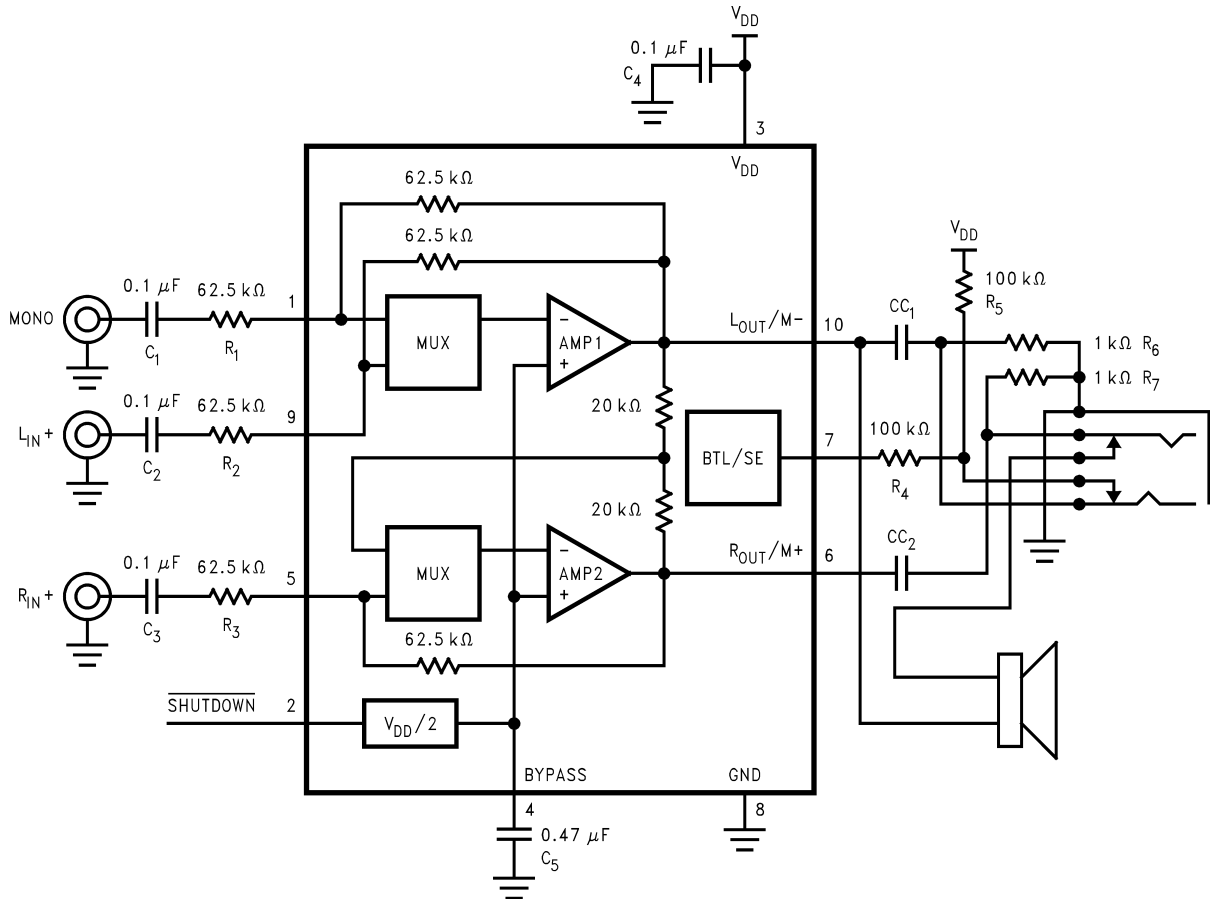 V_DD
0.1 μF
C_4
3
V_DD
62.5 kΩ
62.5 kΩ
V_DD
100 kΩ
R_5
MONO
0.1 μF
C_1
62.5 kΩ
R_1
1
MUX
−
AMP1
+
L_OUT/M-
10
CC_1
1 kΩ R_6
1 kΩ R_7
L_IN +
0.1 μF
C_2
62.5 kΩ
R_2
9
20 kΩ
BTL/SE
7
100 kΩ
R_4
20 kΩ
R_IN +
0.1 μF
C_3
62.5 kΩ
R_3
5
MUX
−
AMP2
+
R_OUT/M+
6
CC_2
62.5 kΩ
SHUTDOWN
2
V_DD/2
BYPASS
GND
4
8
0.47 μF
C_5